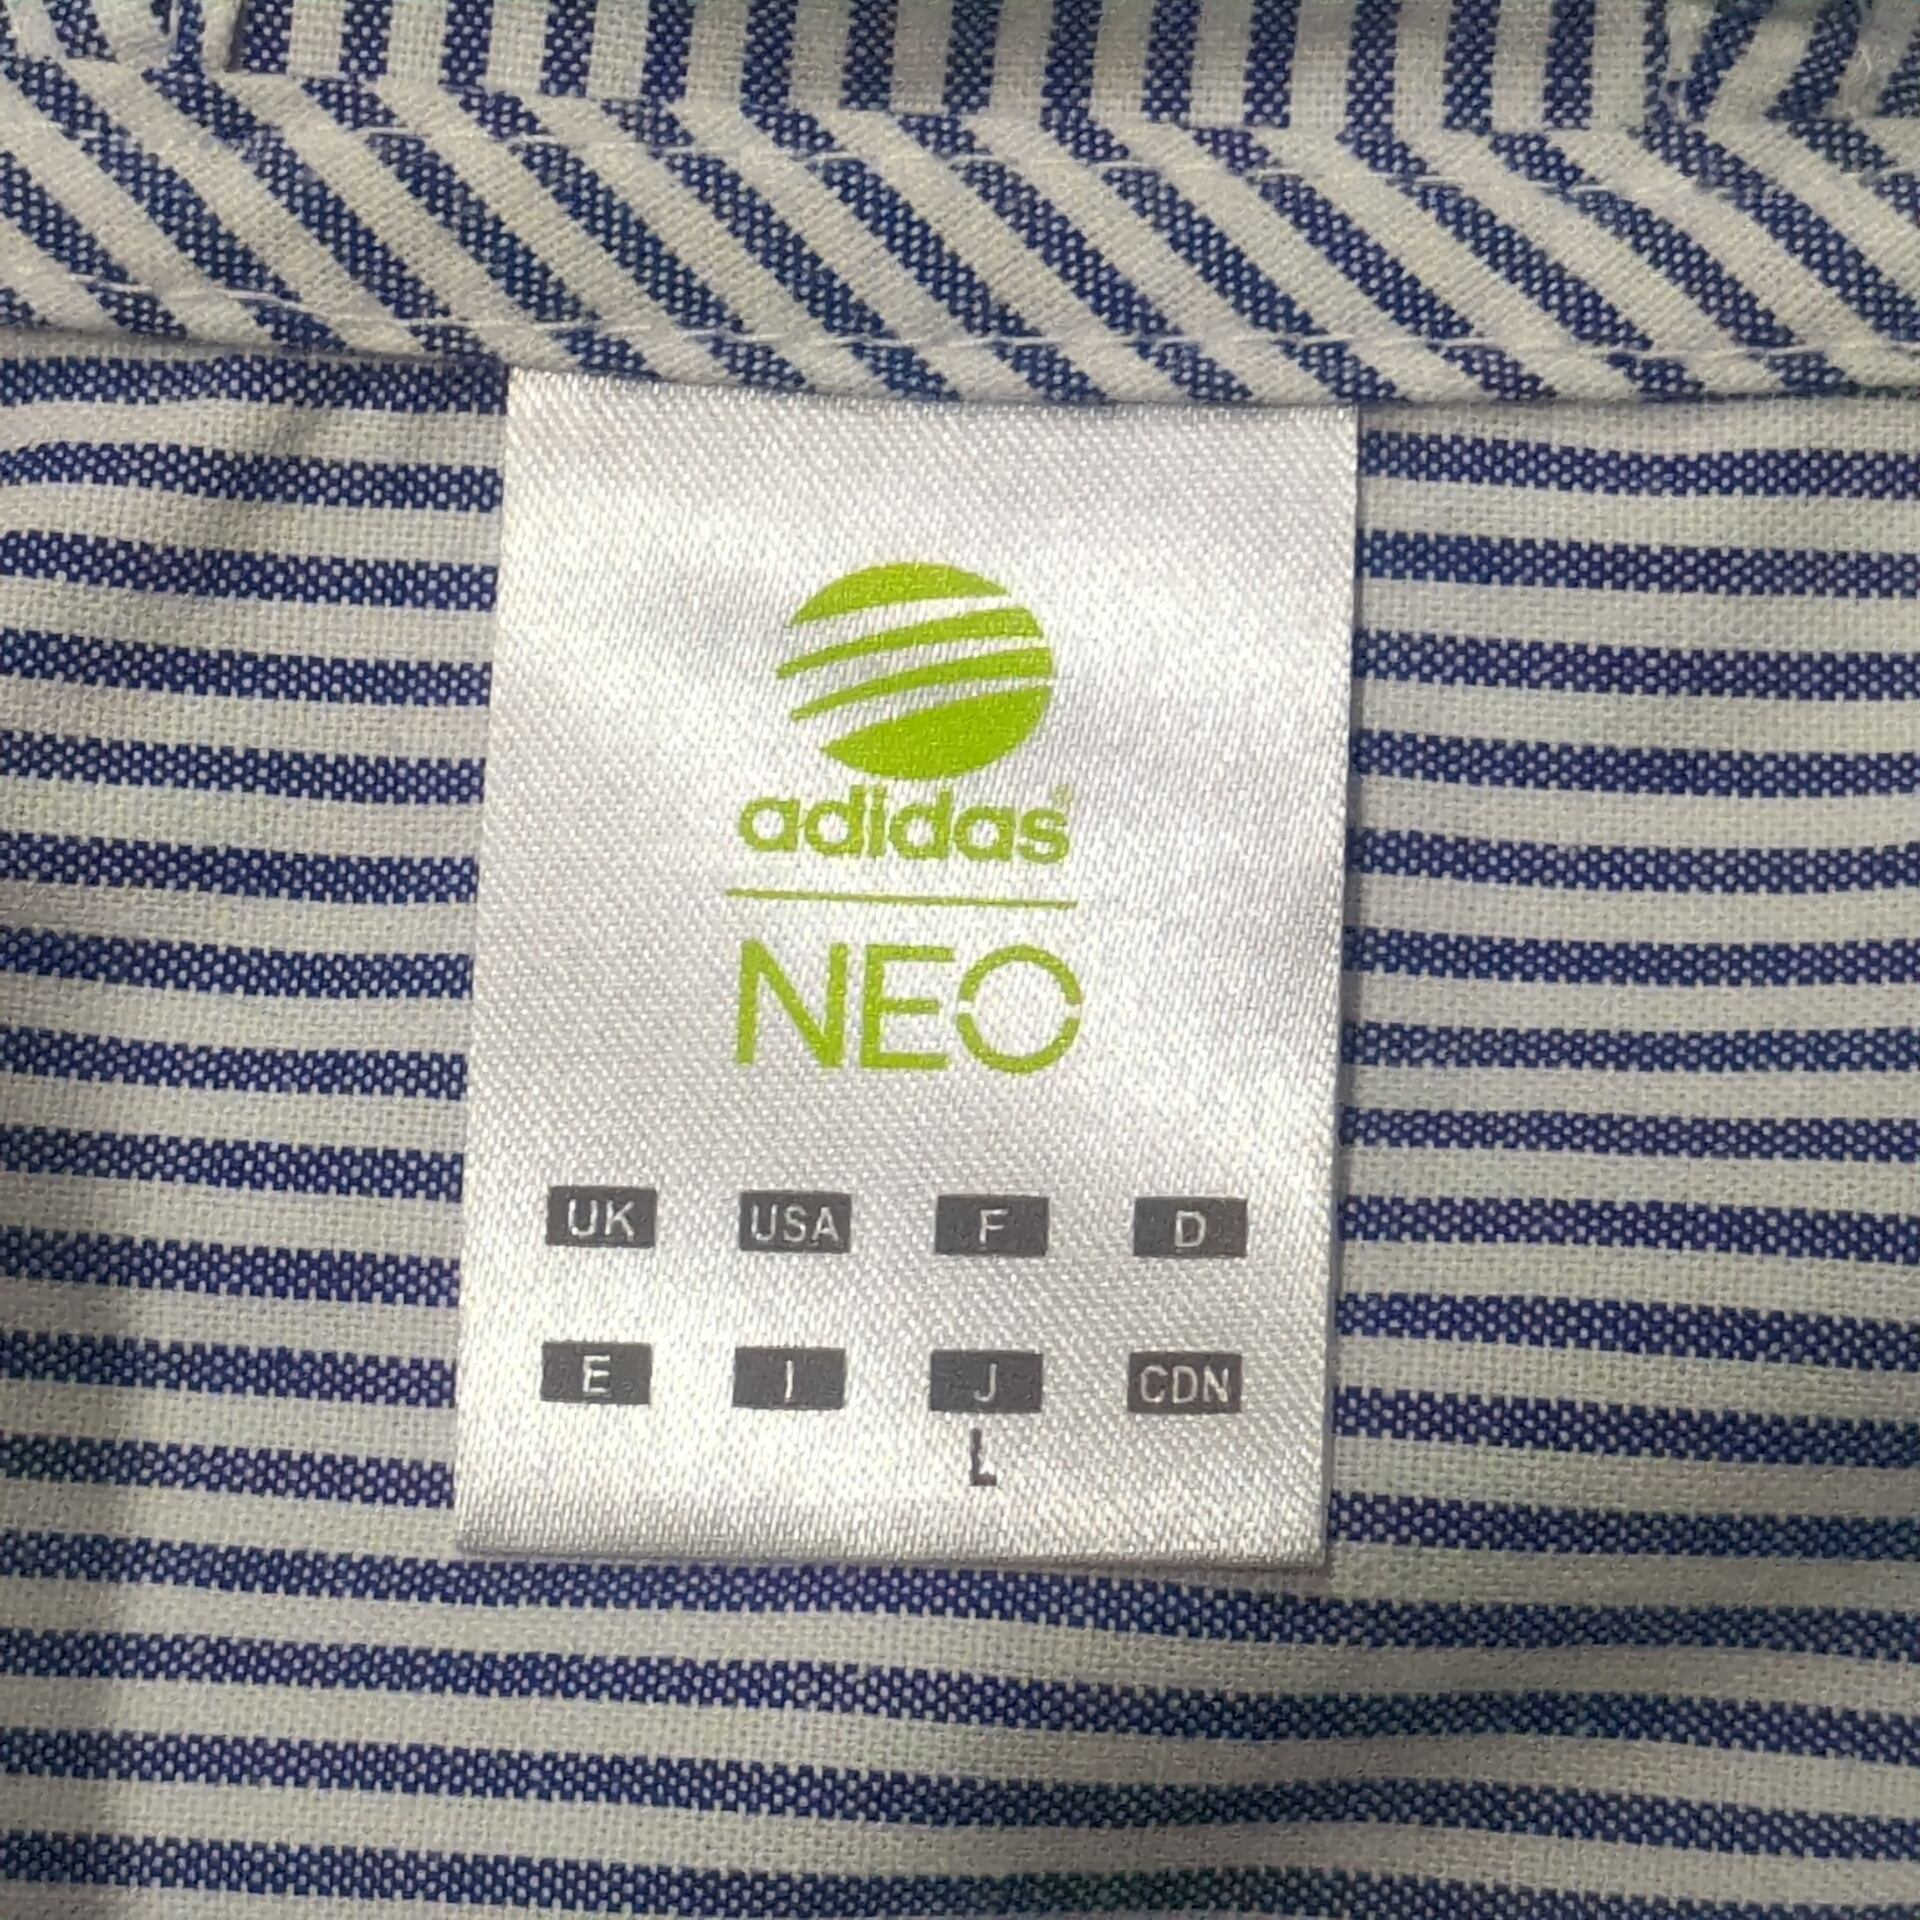 adidas®
NEO
UK USA F D
E I J CDN
L